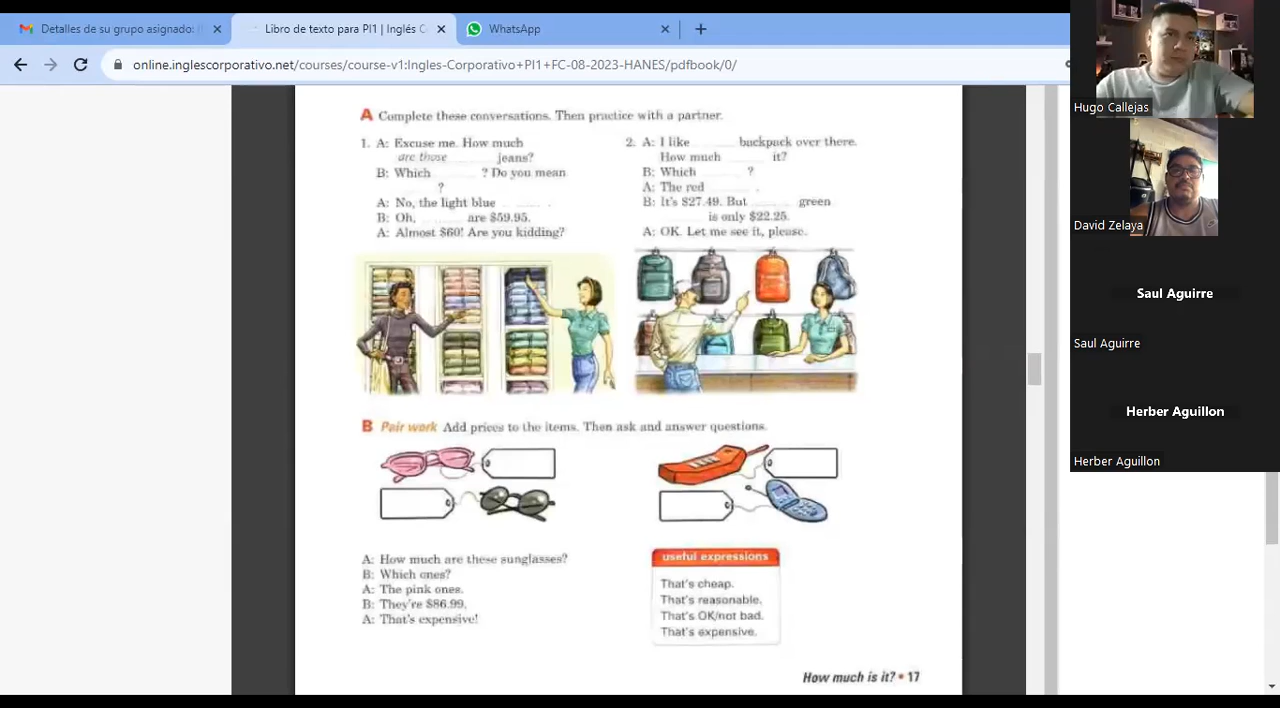 Detalles de su grupo asignado: (
Libro de texto para PI1 | Inglés C
WhatsApp
online.inglescorporativo.net/courses/course-v1:Ingles-Corporativo+PI1+FC-08-2023-HANES/pdfbook/0/
A Complete these conversations. Then practice with a partner.
1. A: Excuse me. How much
are those jeans?
B: Which ? Do you mean
?
A: No, the light blue .
B: Oh, are $59.95.
A: Almost $60! Are you kidding?
2. A: I like backpack over there.
How much it?
B: Which ?
A: The red .
B: It's $27.49. But green
is only $22.25.
A: OK. Let me see it, please.
B Pair work Add prices to the items. Then ask and answer questions.
A: How much are these sunglasses?
B: Which ones?
A: The pink ones.
B: They're $86.99.
A: That's expensive!
useful expressions
That's cheap.
That's reasonable.
That's OK/not bad.
That's expensive.
How much is it? • 17
Hugo Callejas
David Zelaya
Saul Aguirre
Saul Aguirre
Herber Aguillon
Herber Aguillon